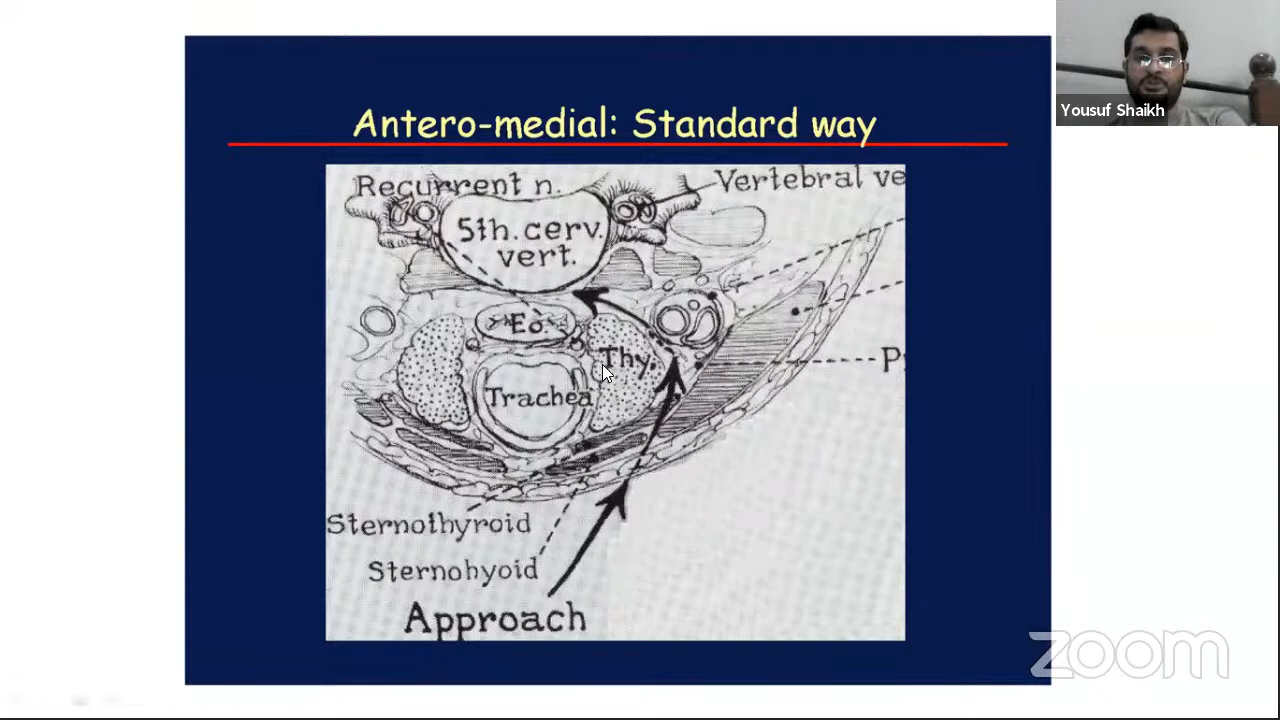 Antero-medial: Standard way
Yousuf Shaikh
Recurrent n.
Vertebral ve
5th. cerv.
vert.
Eo.
Thy.
P
Trachea
Sternothyroid
Sternohyoid
Approach
zoom